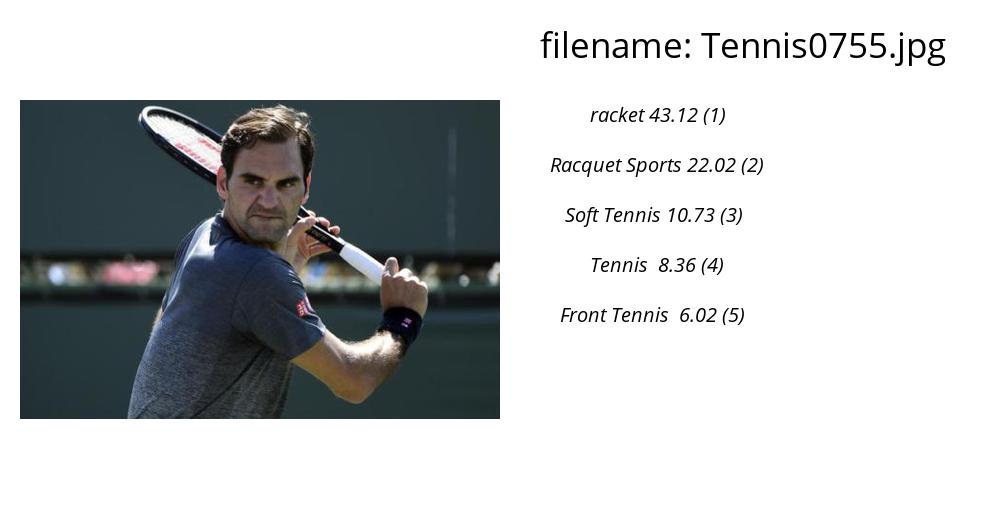 filename: Tennis0755.jpg
racket 43.12 (1)
Racquet Sports 22.02 (2)
Soft Tennis 10.73 (3)
Tennis  8.36 (4)
Front Tennis  6.02 (5)